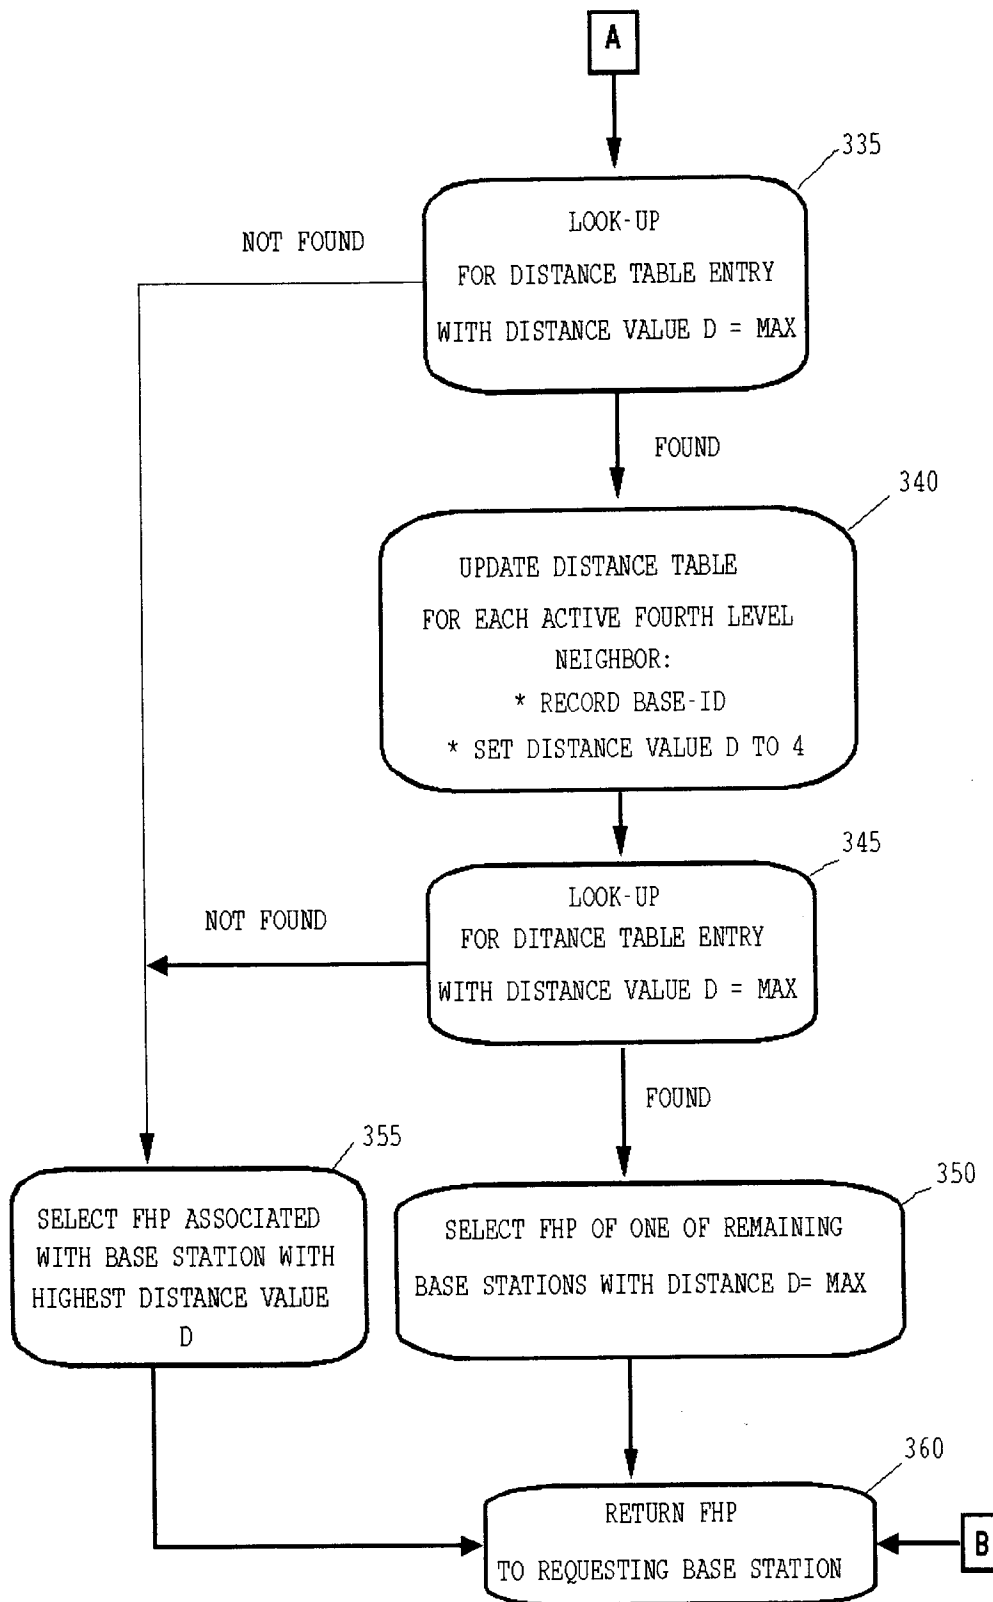 A
335
LOOK-UP
FOR DISTANCE TABLE ENTRY
WITH DISTANCE VALUE D = MAX
NOT FOUND
FOUND
340
UPDATE DISTANCE TABLE
FOR EACH ACTIVE FOURTH LEVEL
NEIGHBOR:
* RECORD BASE-ID
* SET DISTANCE VALUE D TO 4
345
LOOK-UP
FOR DITANCE TABLE ENTRY
WITH DISTANCE VALUE D = MAX
NOT FOUND
FOUND
355
SELECT FHP ASSOCIATED
WITH BASE STATION WITH
HIGHEST DISTANCE VALUE
D
350
SELECT FHP OF ONE OF REMAINING
BASE STATIONS WITH DISTANCE D= MAX
360
RETURN FHP
TO REQUESTING BASE STATION
B